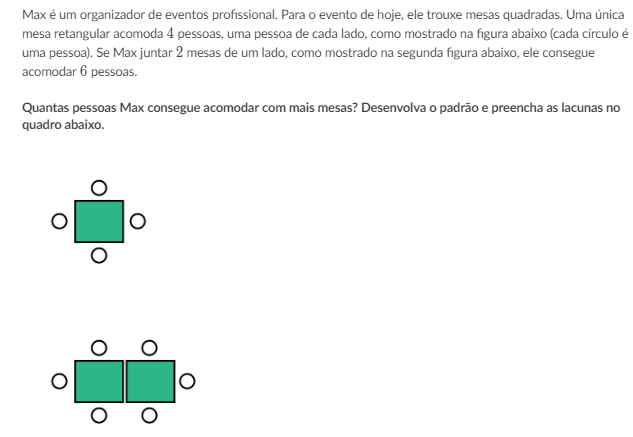 Max é um organizador de eventos profissional. Para o evento de hoje, ele trouxe mesas quadradas. Uma única
mesa retangular acomoda 4 pessoas, uma pessoa de cada lado, como mostrado na figura abaixo (cada círculo é
uma pessoa). Se Max juntar 2 mesas de um lado, como mostrado na segunda figura abaixo, ele consegue
acomodar 6 pessoas.
Quantas pessoas Max consegue acomodar com mais mesas? Desenvolva o padrão e preencha as lacunas no
quadro abaixo.